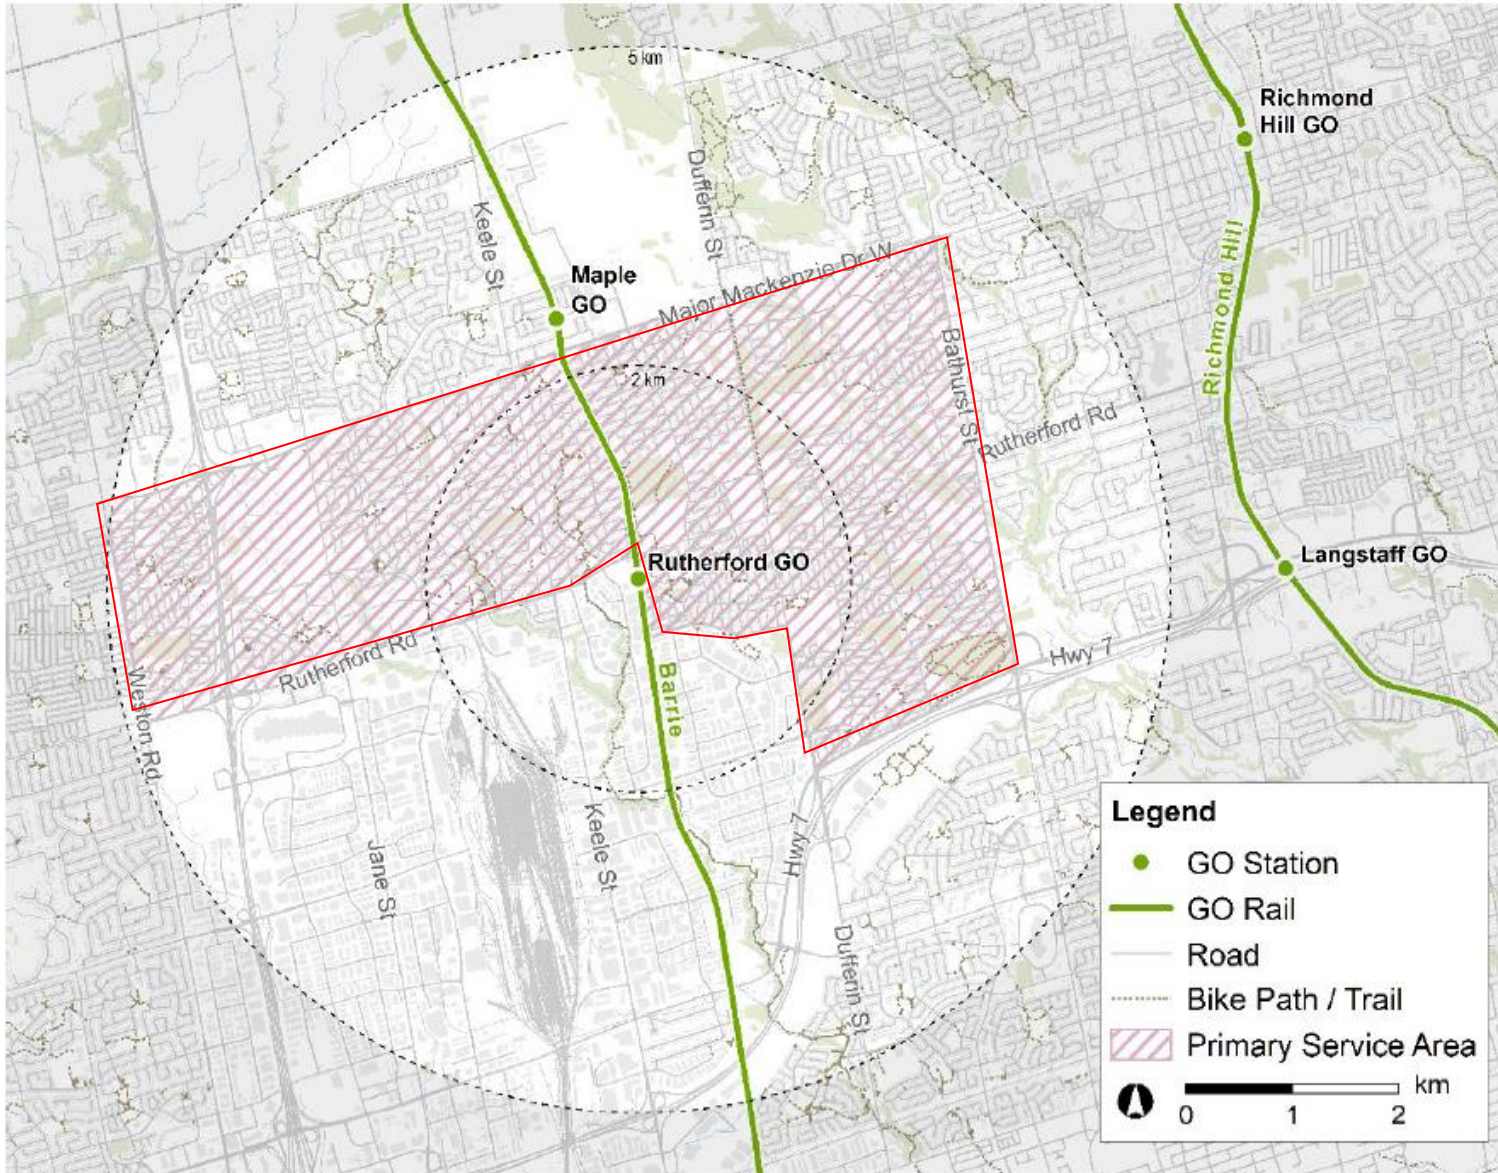 5 km
Richmond
Hill GO
Dufferin St
Keele St
Richmond Hill
Maple
GO
Major Mackenzie Dr W
2 km
Bathurst St
Rutherford Rd
Rutherford GO
Langstaff GO
Rutherford Rd
Hwy 7
Weston Rd
Barrie
Jane St
Keele St
Hwy 7
Dufferin St
Legend
GO Station
GO Rail
Road
Bike Path / Trail
Primary Service Area
km
0 1 2